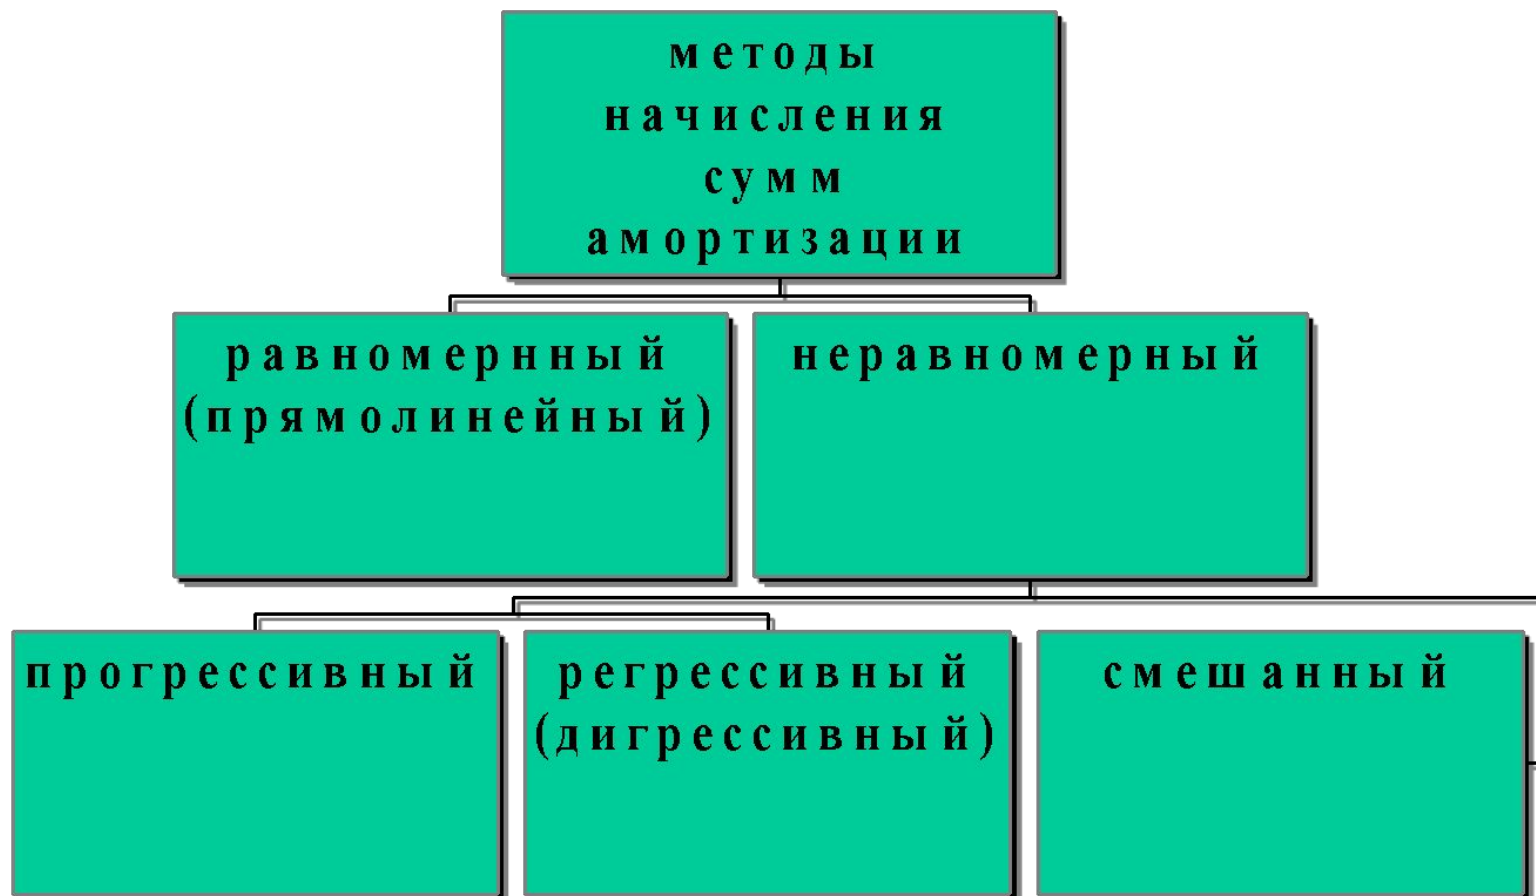 методы
начисления
сумм
амортизации
равномернный
(прямолинейный)
неравномерный
прогрессивный
регрессивный
(дигрессивный)
смешанный